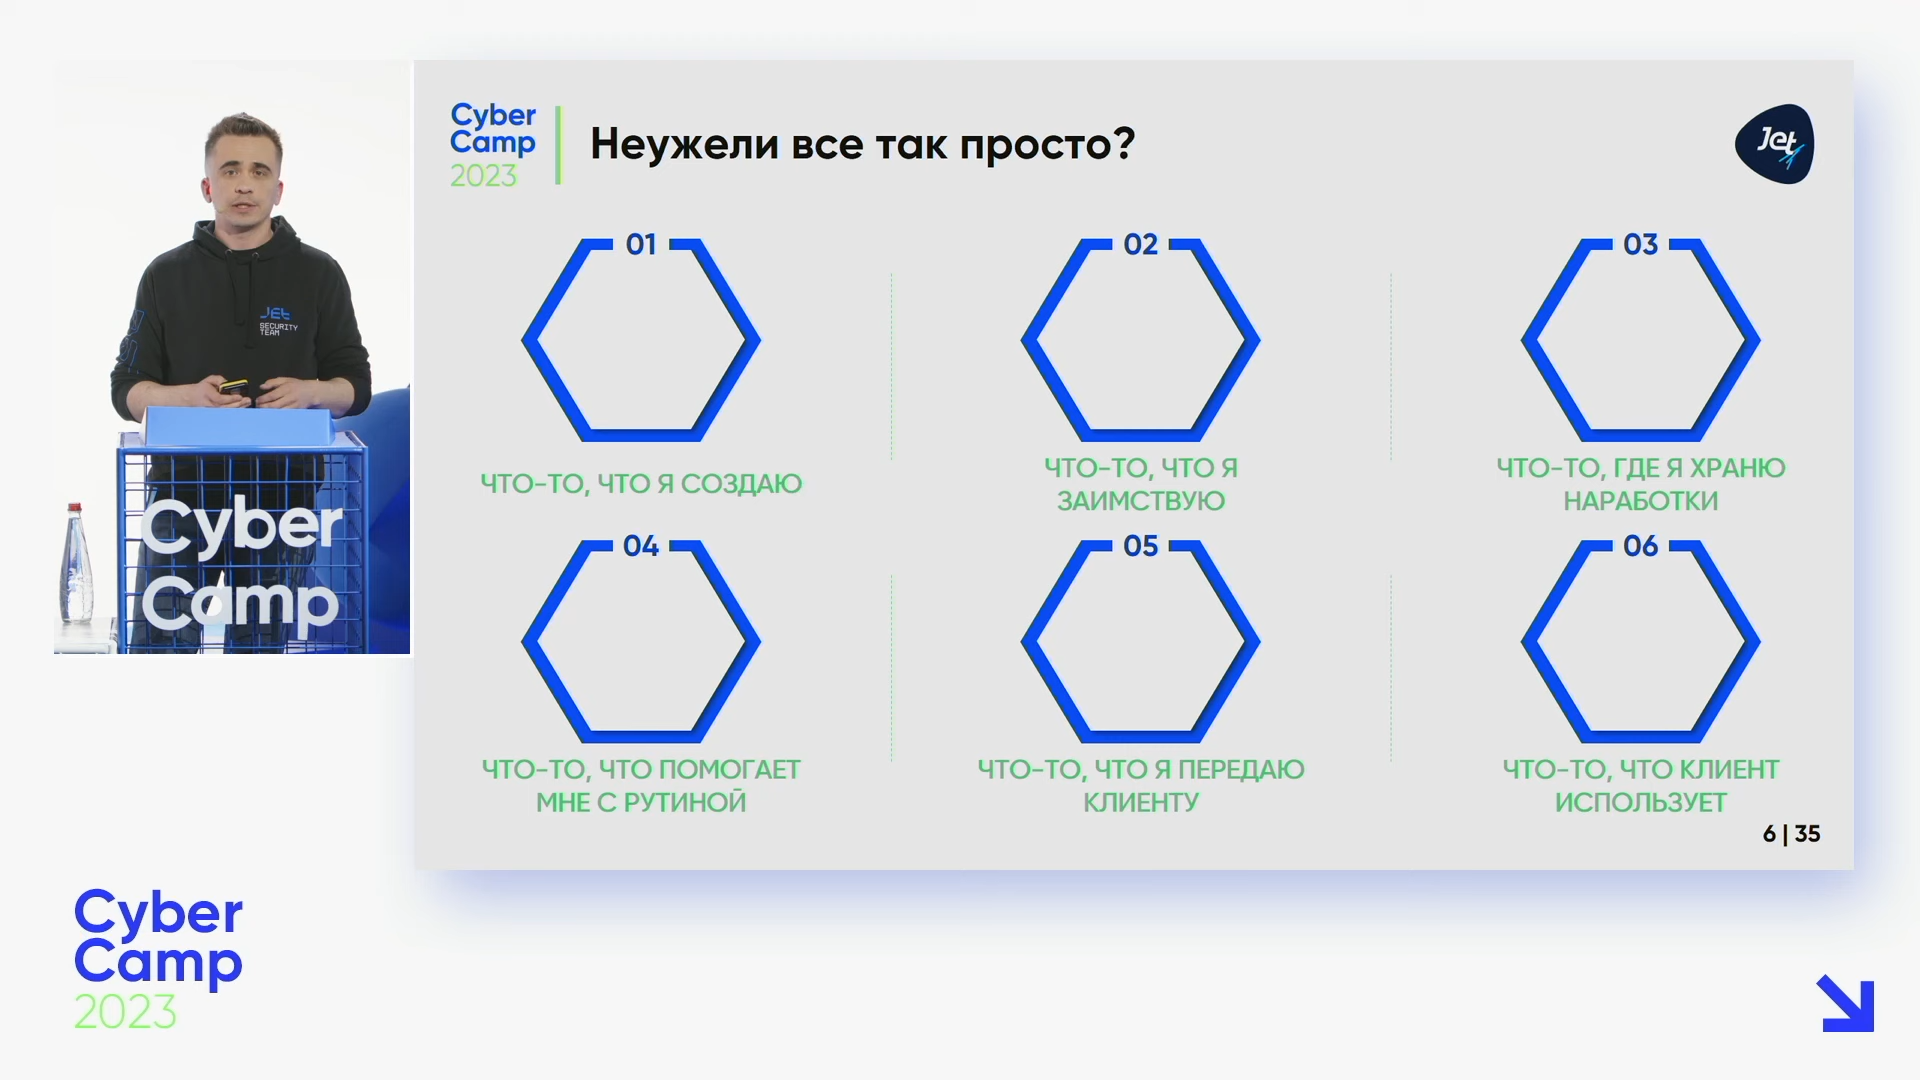 Cyber
Camp
2023
Неужели все так просто?
Jet
01
02
03
ЧТО-ТО, ЧТО Я СОЗДАЮ
ЧТО-ТО, ЧТО Я
ЗАИМСТВУЮ
ЧТО-ТО, ГДЕ Я ХРАНЮ
НАРАБОТКИ
04
05
06
ЧТО-ТО, ЧТО ПОМОГАЕТ
МНЕ С РУТИНОЙ
ЧТО-ТО, ЧТО Я ПЕРЕДАЮ
КЛИЕНТУ
ЧТО-ТО, ЧТО КЛИЕНТ
ИСПОЛЬЗУЕТ
6 | 35
JEt
SECURITY
TEAM
Cyber
Camp
Cyber
Camp
2023